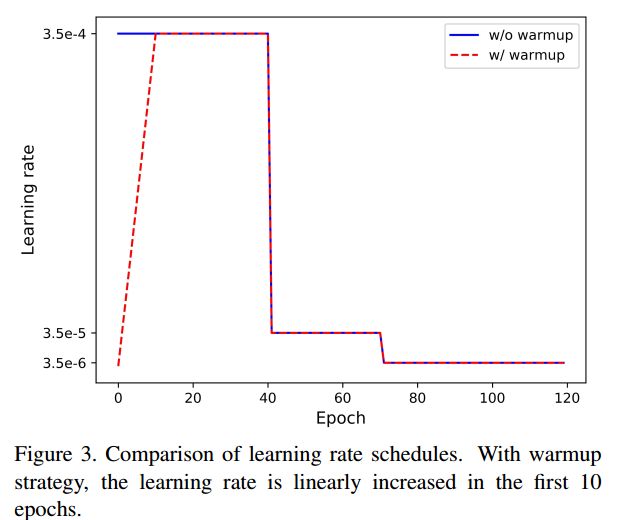 3.5e-4
3.5e-5
3.5e-6
Learning rate
w/o warmup
w/ warmup
0 20 40 60 80 100 120
Epoch
Figure 3. Comparison of learning rate schedules. With warmup
strategy, the learning rate is linearly increased in the first 10
epochs.